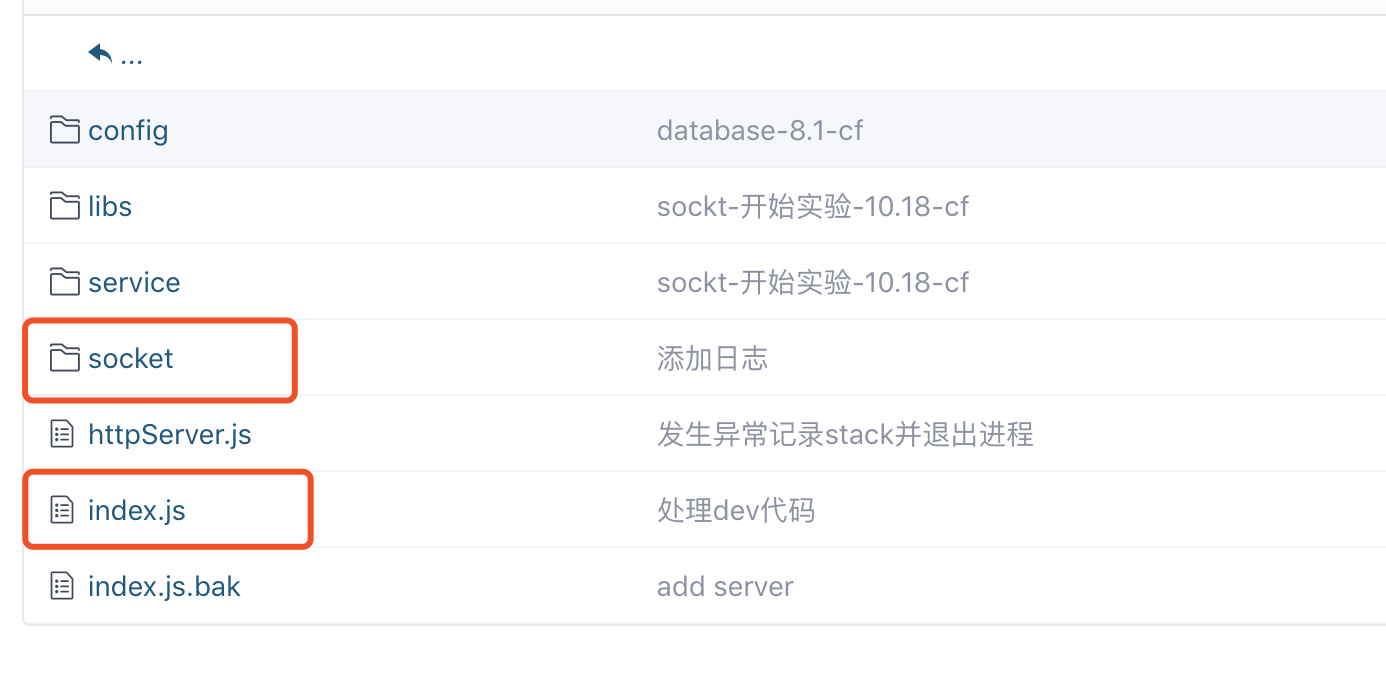 ...
config database-8.1-cf
libs sockt-开始实验-10.18-cf
service sockt-开始实验-10.18-cf
socket 添加日志
httpServer.js 发生异常记录stack并退出进程
index.js 处理dev代码
index.js.bak add server